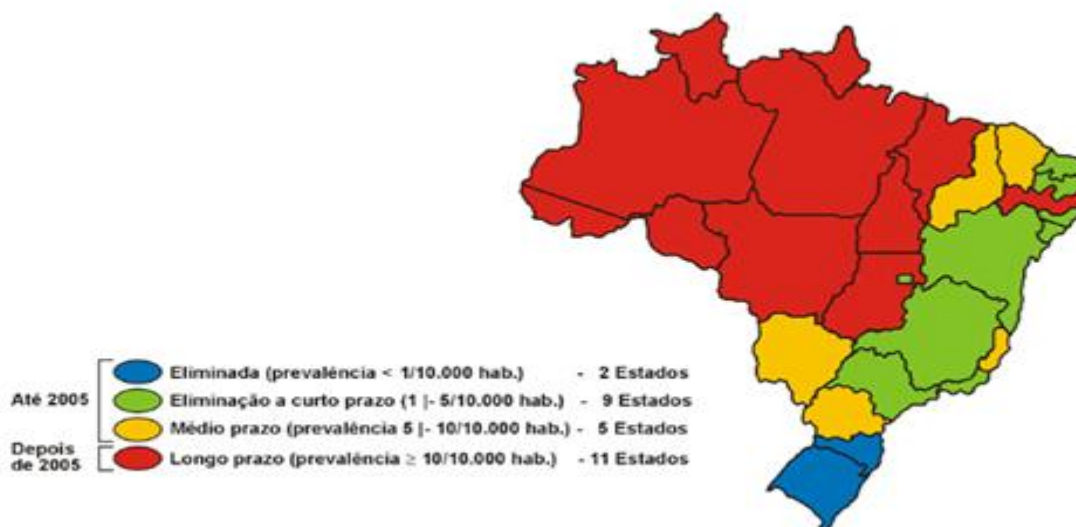 Até 2005
Eliminada (prevalência < 1/10.000 hab.) - 2 Estados
Eliminação a curto prazo (1 |- 5/10.000 hab.) - 9 Estados
Médio prazo (prevalência 5 |- 10/10.000 hab.) - 5 Estados
Depois de 2005
Longo prazo (prevalência ≥ 10/10.000 hab.) - 11 Estados